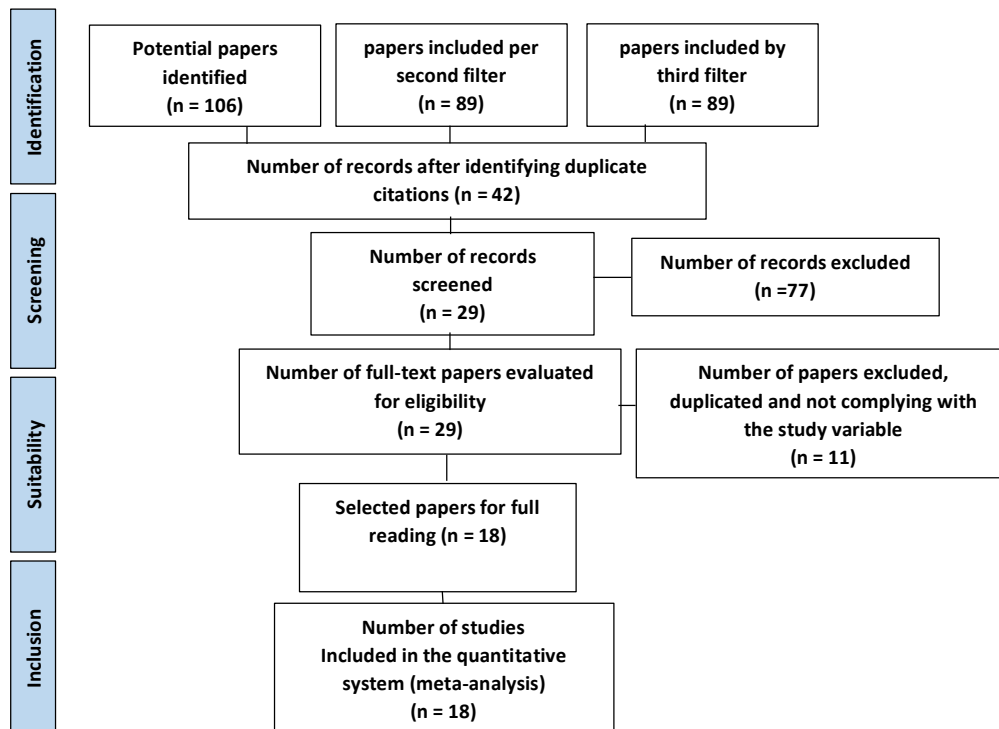 Identification
Potential papers
identified
(n = 106)
papers included per
second filter
(n = 89)
papers included by
third filter
(n = 89)
Number of records after identifying duplicate
citations (n = 42)
Screening
Number of records
screened
(n = 29)
Number of records excluded
(n =77)
Suitability
Number of full-text papers evaluated
for eligibility
(n = 29)
Number of papers excluded,
duplicated and not complying with
the study variable
(n = 11)
Selected papers for full
reading (n = 18)
Inclusion
Number of studies
Included in the quantitative
system (meta-analysis)
(n = 18)